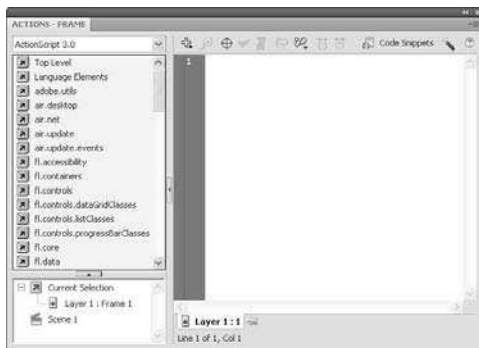 ACTIONS - FRAME
ActionScript 3.0
Code Snippets
Top Level
Language Elements
adobe.utils
air.desktop
air.net
air.update
air.update.events
fl.accessibility
fl.containers
fl.controls
fl.controls.dataGridClasses
fl.controls.listClasses
fl.controls.progressBarClasses
fl.core
fl.data
1
Current Selection
Layer 1 : Frame 1
Scene 1
Layer 1 : 1
Line 1 of 1, Col 1